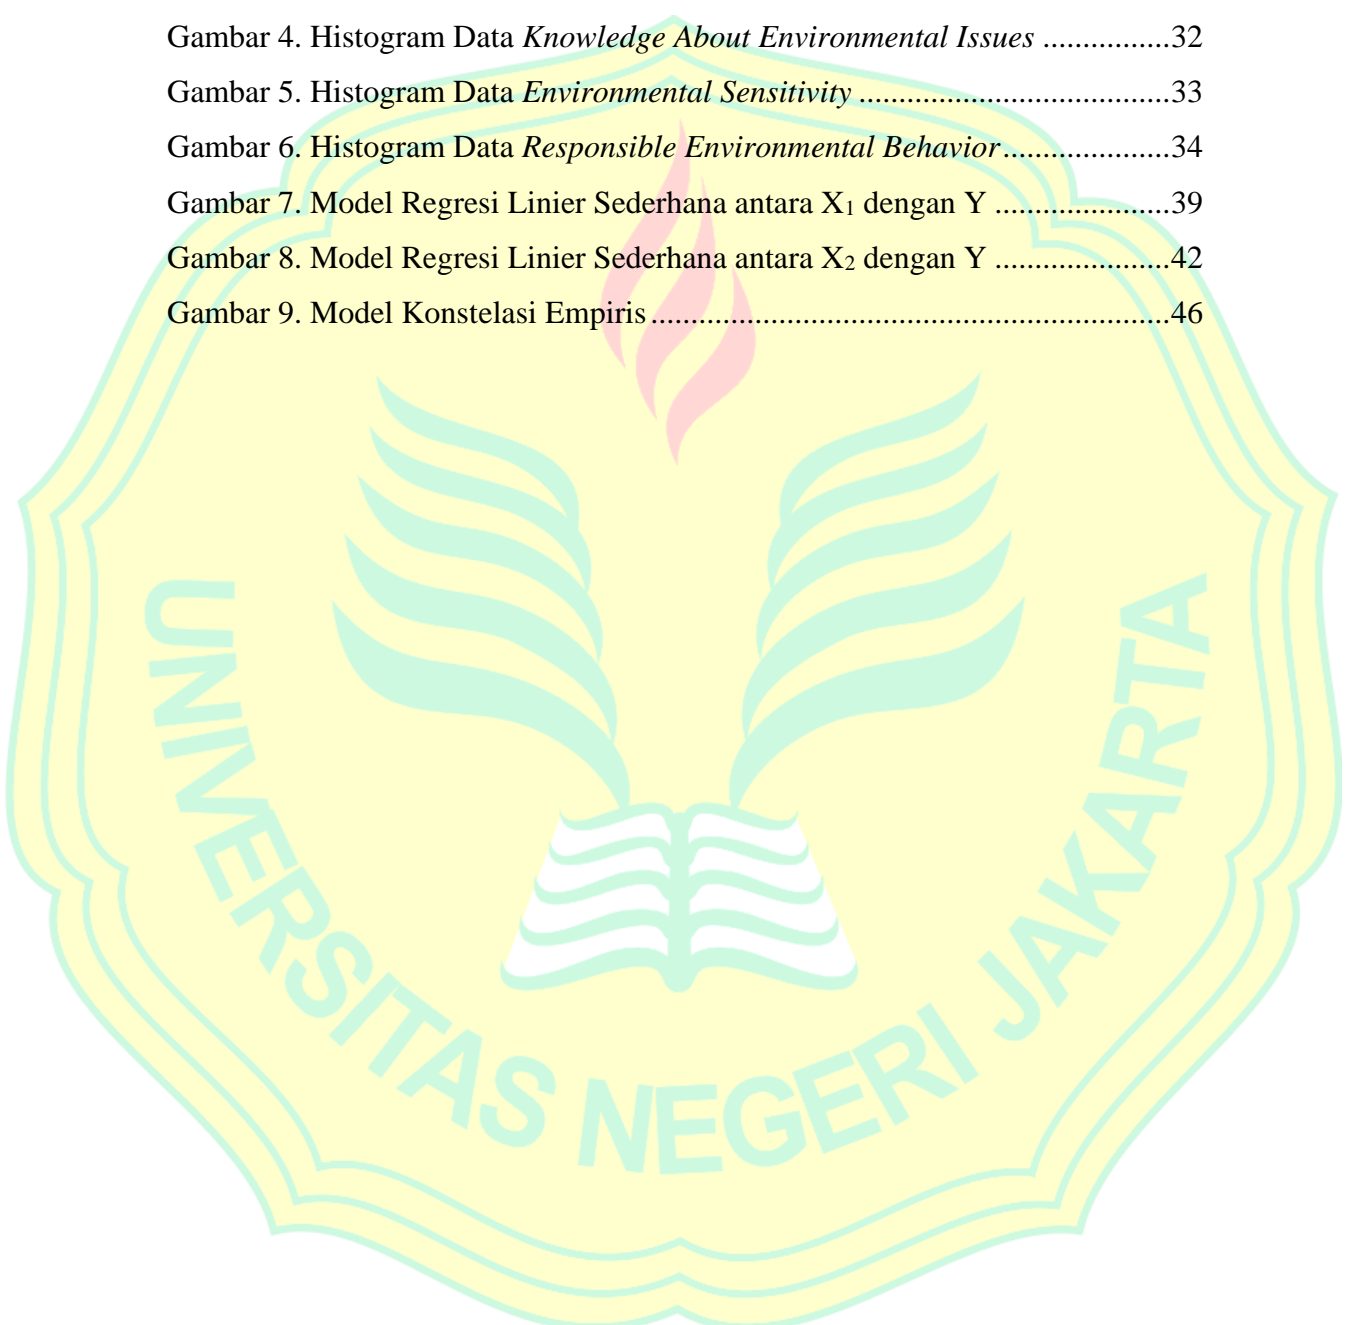 Gambar 4. Histogram Data Knowledge About Environmental Issues ................32
Gambar 5. Histogram Data Environmental Sensitivity .......................................33
Gambar 6. Histogram Data Responsible Environmental Behavior.....................34
Gambar 7. Model Regresi Linier Sederhana antara X₁ dengan Y ......................39
Gambar 8. Model Regresi Linier Sederhana antara X₂ dengan Y ......................42
Gambar 9. Model Konstelasi Empiris.................................................................46
UNIVERSITAS NEGERI JAKARTA